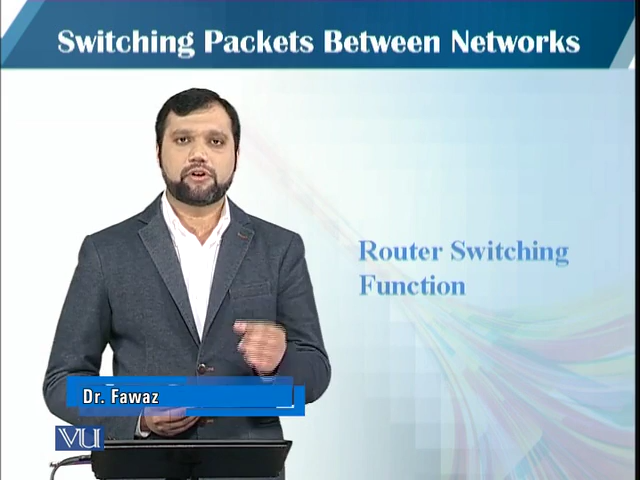 Switching Packets Between Networks
Router Switching
Function
Dr. Fawaz
VU